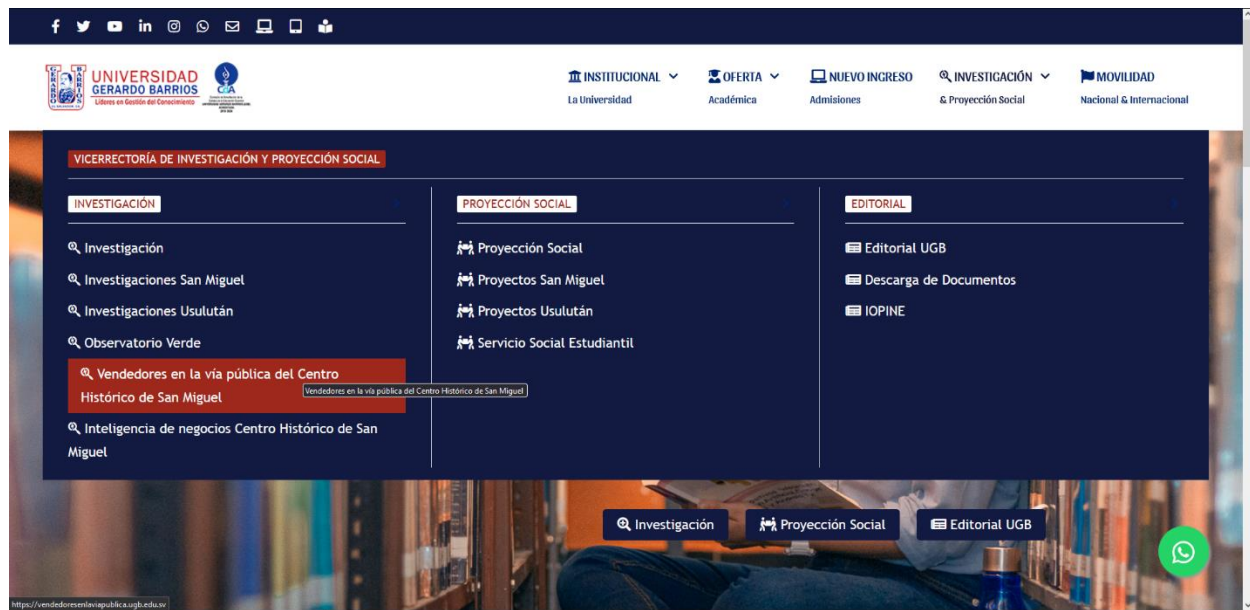 UNIVERSIDAD
GERARDO BARRIOS
Líderes en Gestión del Conocimiento
CdA
INSTITUCIONAL
La Universidad
OFERTA
Académica
NUEVO INGRESO
Admisiones
INVESTIGACIÓN
& Proyección Social
MOVILIDAD
Nacional & Internacional
VICERRECTORÍA DE INVESTIGACIÓN Y PROYECCIÓN SOCIAL
INVESTIGACIÓN
Investigación
Investigaciones San Miguel
Investigaciones Usulután
Observatorio Verde
Vendedores en la vía pública del Centro
Histórico de San Miguel
Vendedores en la vía pública del Centro Histórico de San Miguel
Inteligencia de negocios Centro Histórico de San
Miguel
PROYECCIÓN SOCIAL
Proyección Social
Proyectos San Miguel
Proyectos Usulután
Servicio Social Estudiantil
EDITORIAL
Editorial UGB
Descarga de Documentos
IOPINE
Investigación
Proyección Social
Editorial UGB
https://vendedoresenlaviapublica.ugb.edu.sv